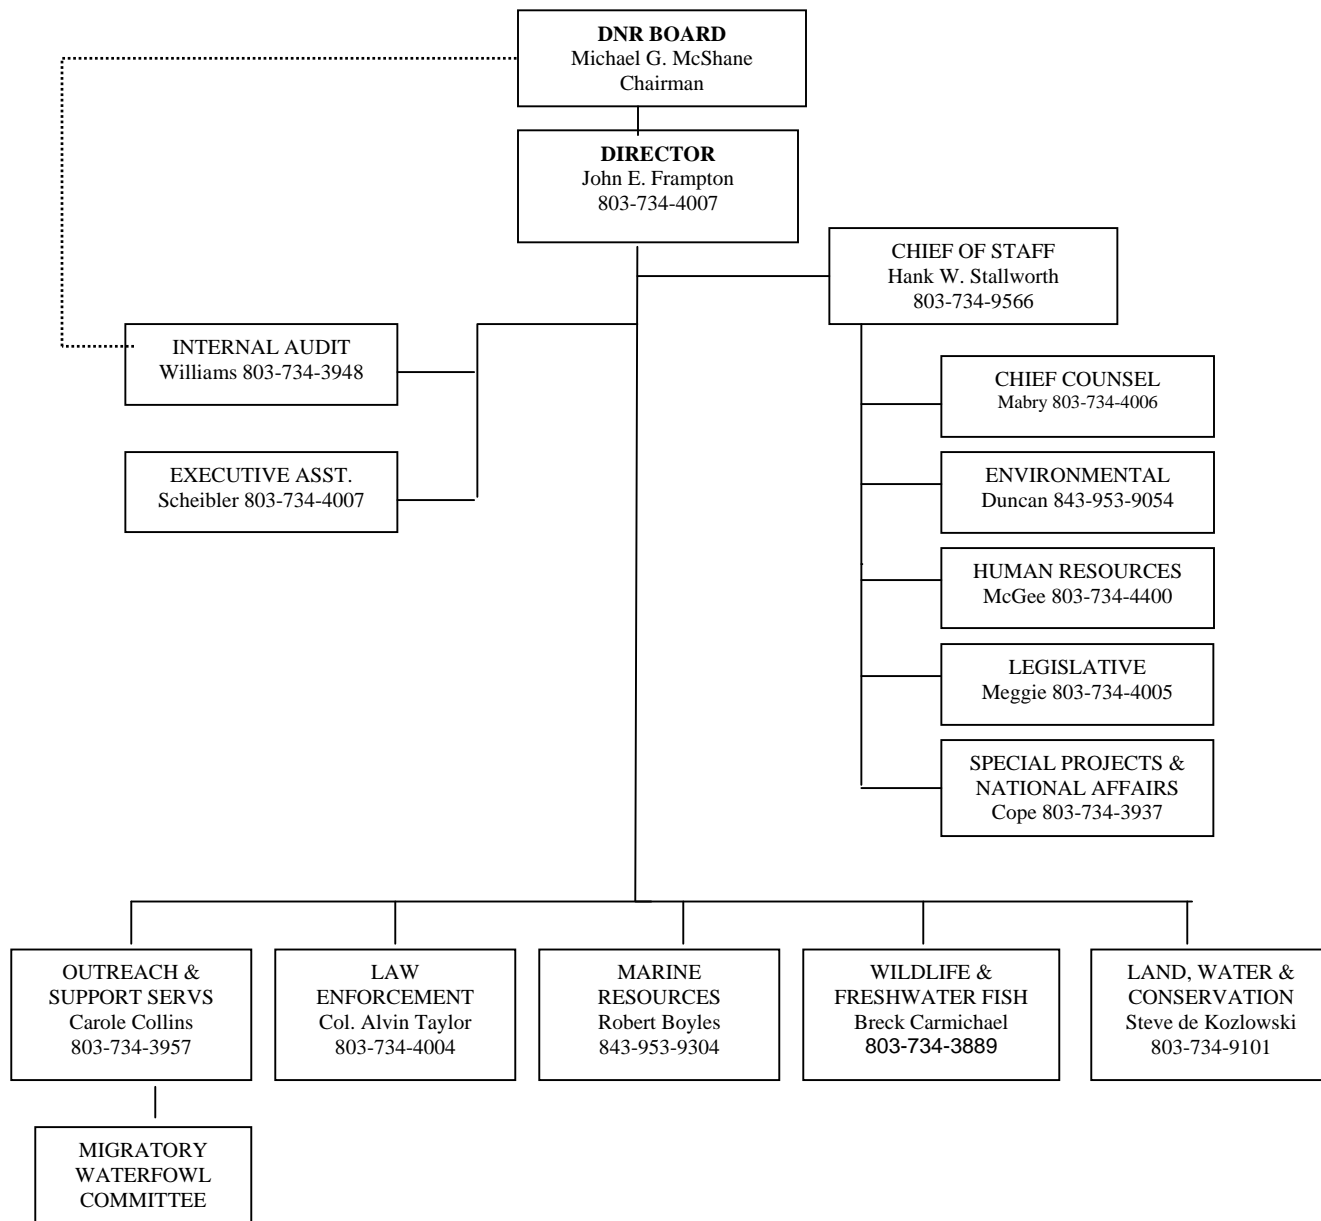 DNR BOARD
Michael G. McShane
Chairman
DIRECTOR
John E. Frampton
803-734-4007
CHIEF OF STAFF
Hank W. Stallworth
803-734-9566
INTERNAL AUDIT
Williams 803-734-3948
EXECUTIVE ASST.
Scheibler 803-734-4007
CHIEF COUNSEL
Mabry 803-734-4006
ENVIRONMENTAL
Duncan 843-953-9054
HUMAN RESOURCES
McGee 803-734-4400
LEGISLATIVE
Meggie 803-734-4005
SPECIAL PROJECTS &
NATIONAL AFFAIRS
Cope 803-734-3937
OUTREACH &
SUPPORT SERVS
Carole Collins
803-734-3957
LAW
ENFORCEMENT
Col. Alvin Taylor
803-734-4004
MARINE
RESOURCES
Robert Boyles
843-953-9304
WILDLIFE &
FRESHWATER FISH
Breck Carmichael
803-734-3889
LAND, WATER &
CONSERVATION
Steve de Kozlowski
803-734-9101
MIGRATORY
WATERFOWL
COMMITTEE